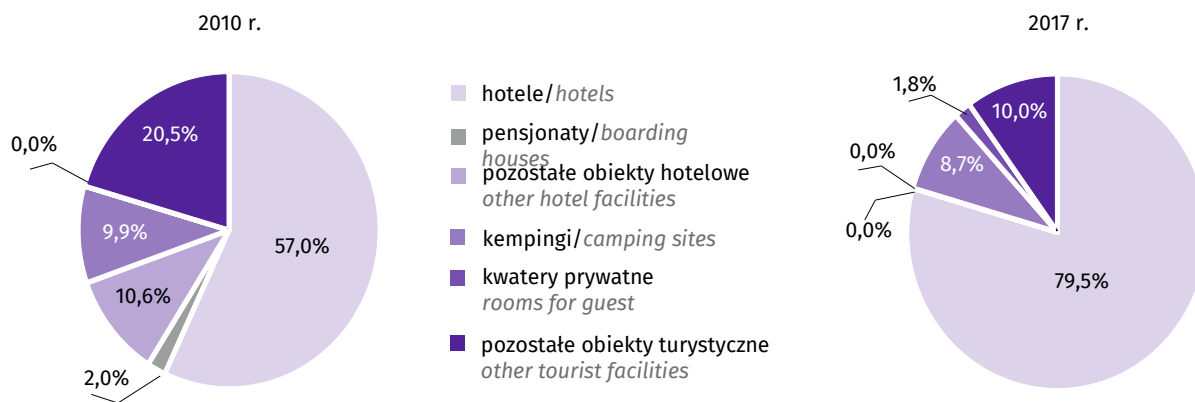 2010 r.
2017 r.
20,5%
0,0%
9,9%
10,6%
2,0%
57,0%
hotele/hotels
pensjonaty/boarding
houses
pozostałe obiekty hotelowe
other hotel facilities
kempingi/camping sites
kwatery prywatne
rooms for guest
pozostałe obiekty turystyczne
other tourist facilities
1,8%
10,0%
0,0%
8,7%
0,0%
79,5%